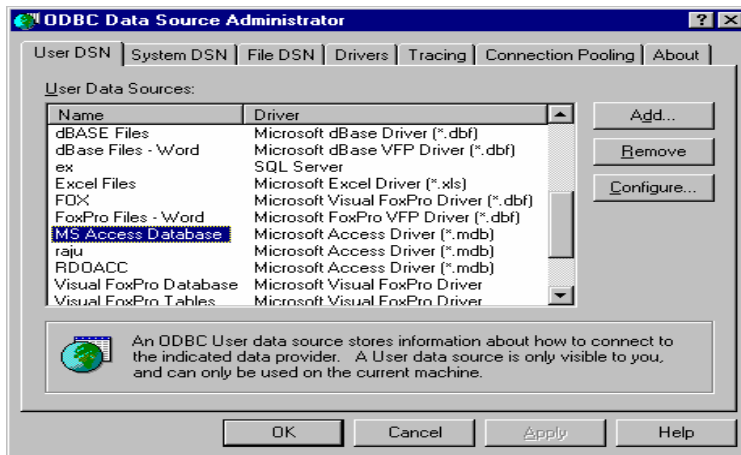 ODBC Data Source Administrator
User DSN System DSN File DSN Drivers Tracing Connection Pooling About
User Data Sources:
Name Driver
dBASE Files Microsoft dBase Driver (*.dbf)
dBase Files - Word Microsoft dBase VFP Driver (*.dbf)
ex SQL Server
Excel Files Microsoft Excel Driver (*.xls)
FOX Microsoft Visual FoxPro Driver (*.dbf)
FoxPro Files - Word Microsoft FoxPro VFP Driver (*.dbf)
MS Access Database Microsoft Access Driver (*.mdb)
raju Microsoft Access Driver (*.mdb)
RDOACC Microsoft Access Driver (*.mdb)
Visual FoxPro Database Microsoft Visual FoxPro Driver
Visual FoxPro Tables Microsoft Visual FoxPro Driver
Add...
Remove
Configure...
An ODBC User data source stores information about how to connect to
the indicated data provider. A User data source is only visible to you,
and can only be used on the current machine.
OK Cancel Apply Help